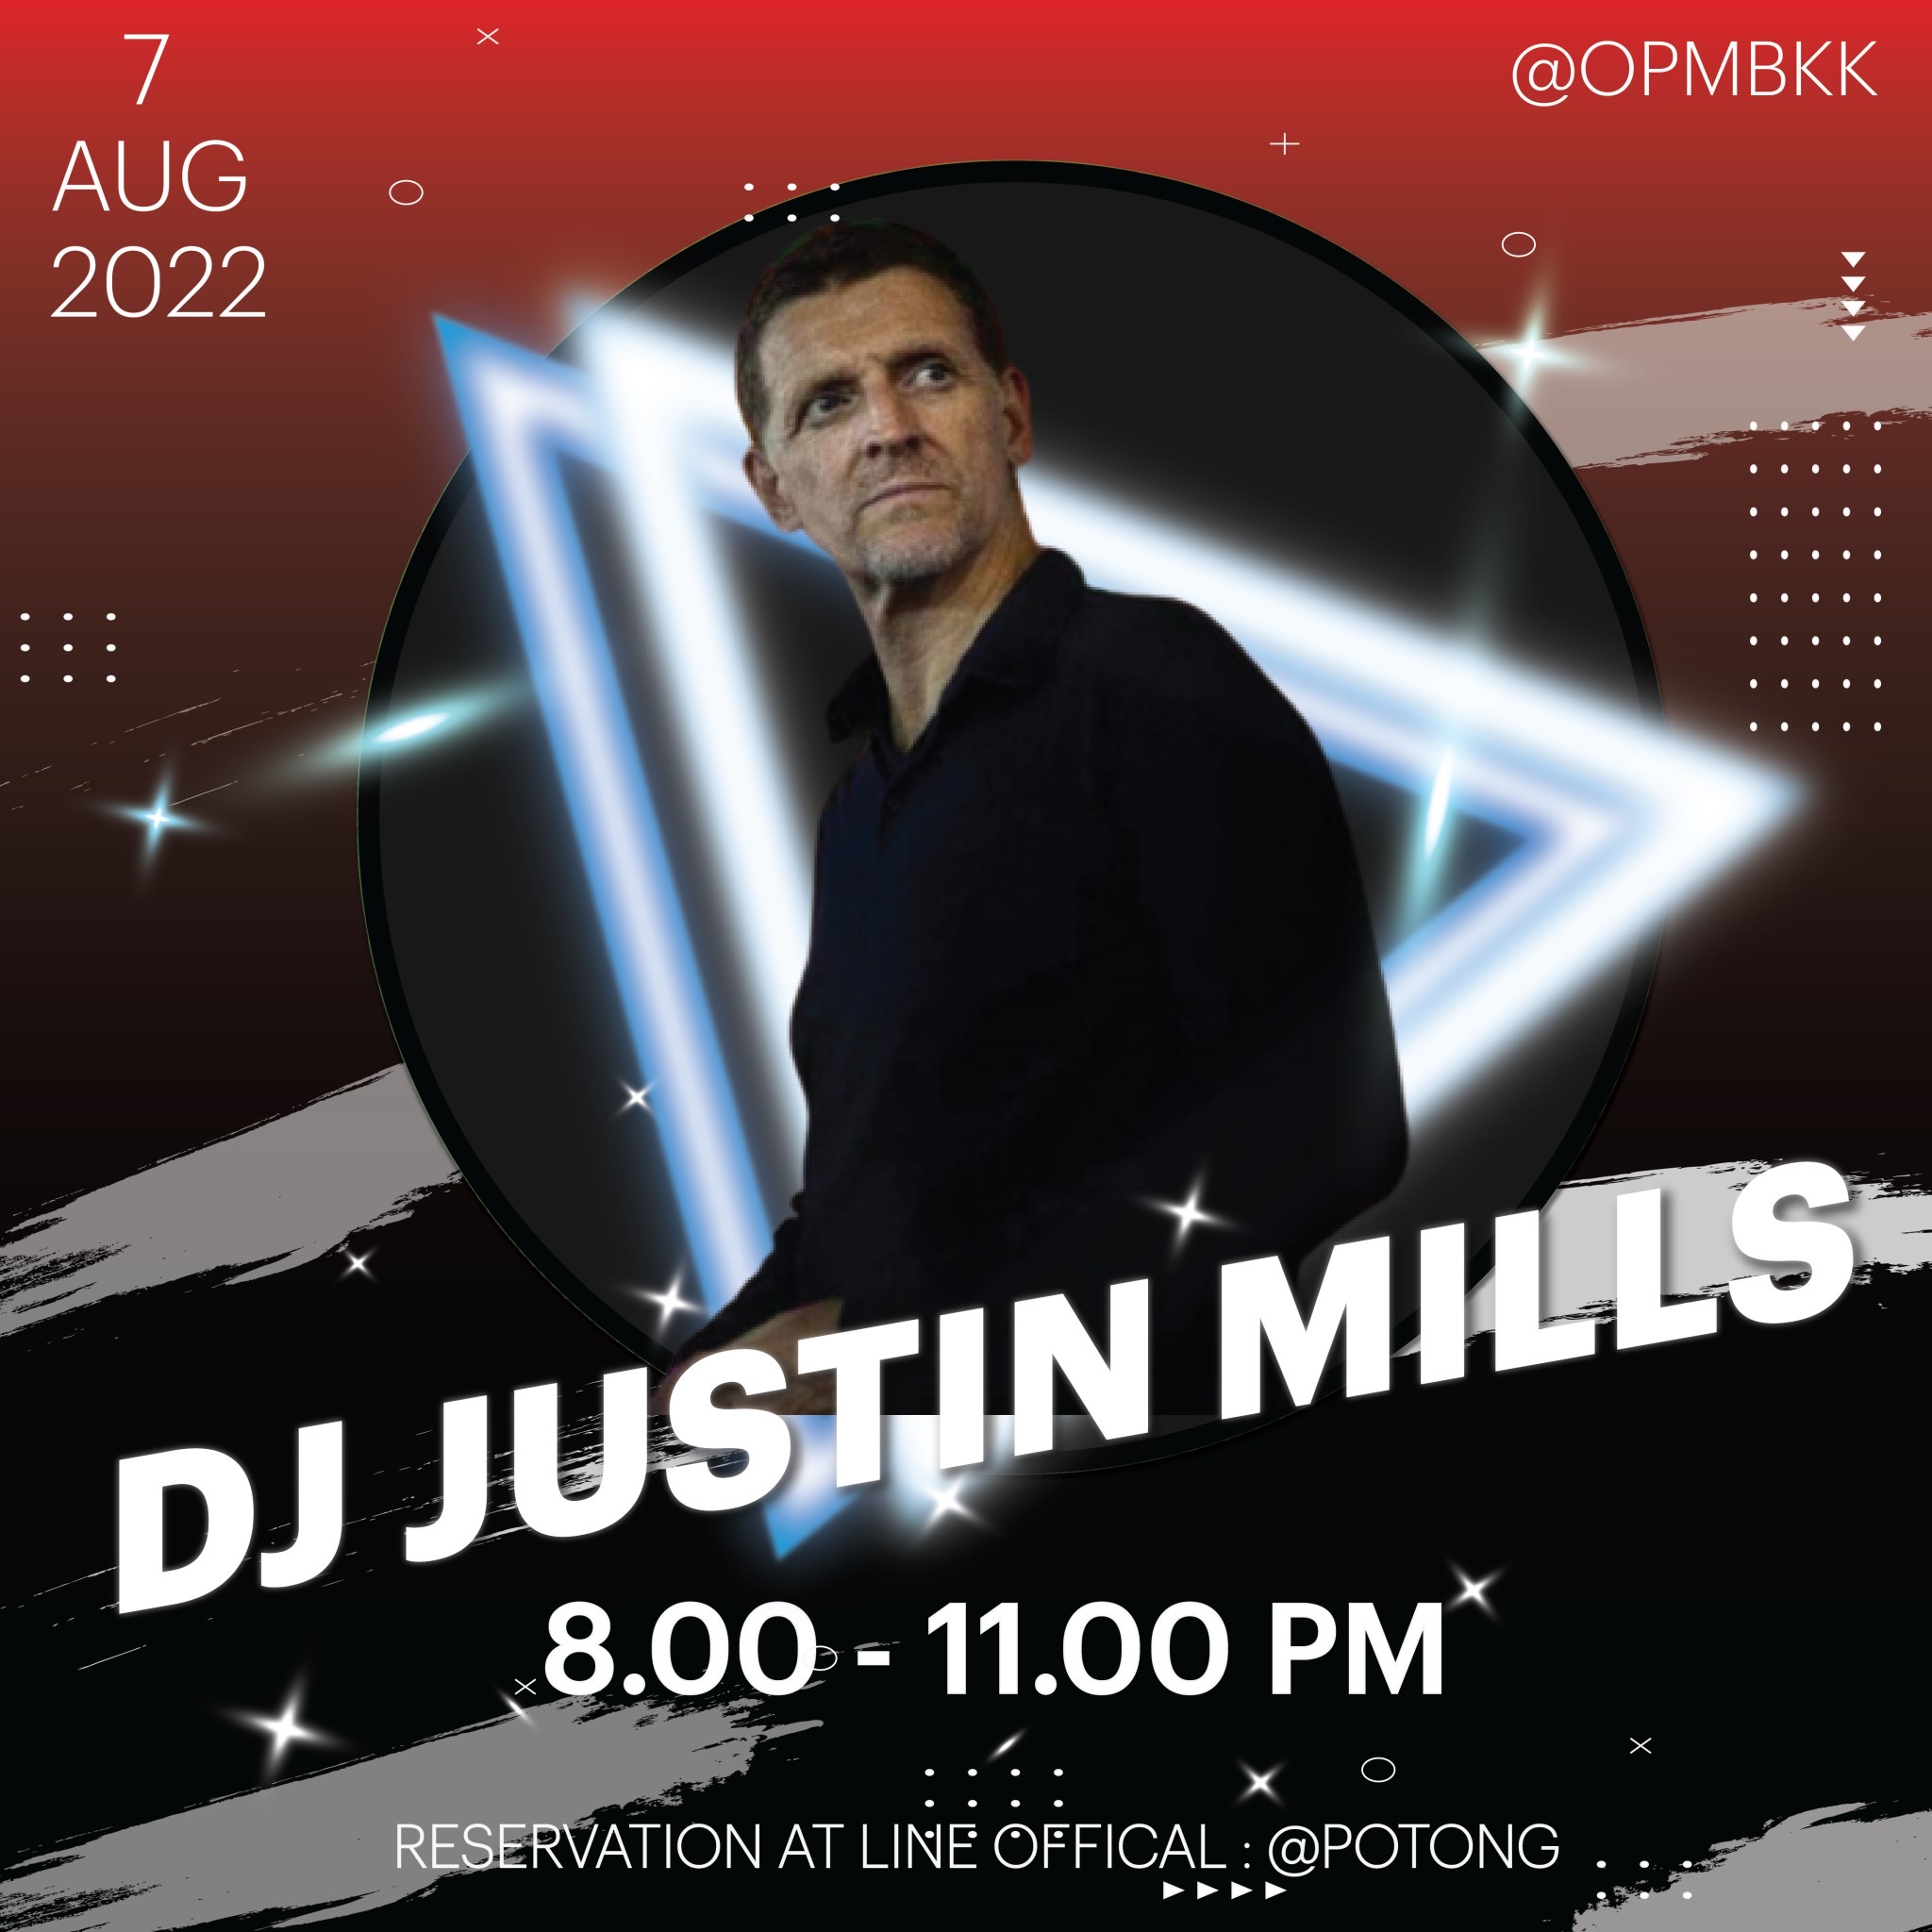 7
AUG
2022
@OPMBKK
DJ JUSTIN MILLS
8.00 - 11.00 PM
RESERVATION AT LINE OFFICAL : @POTONG